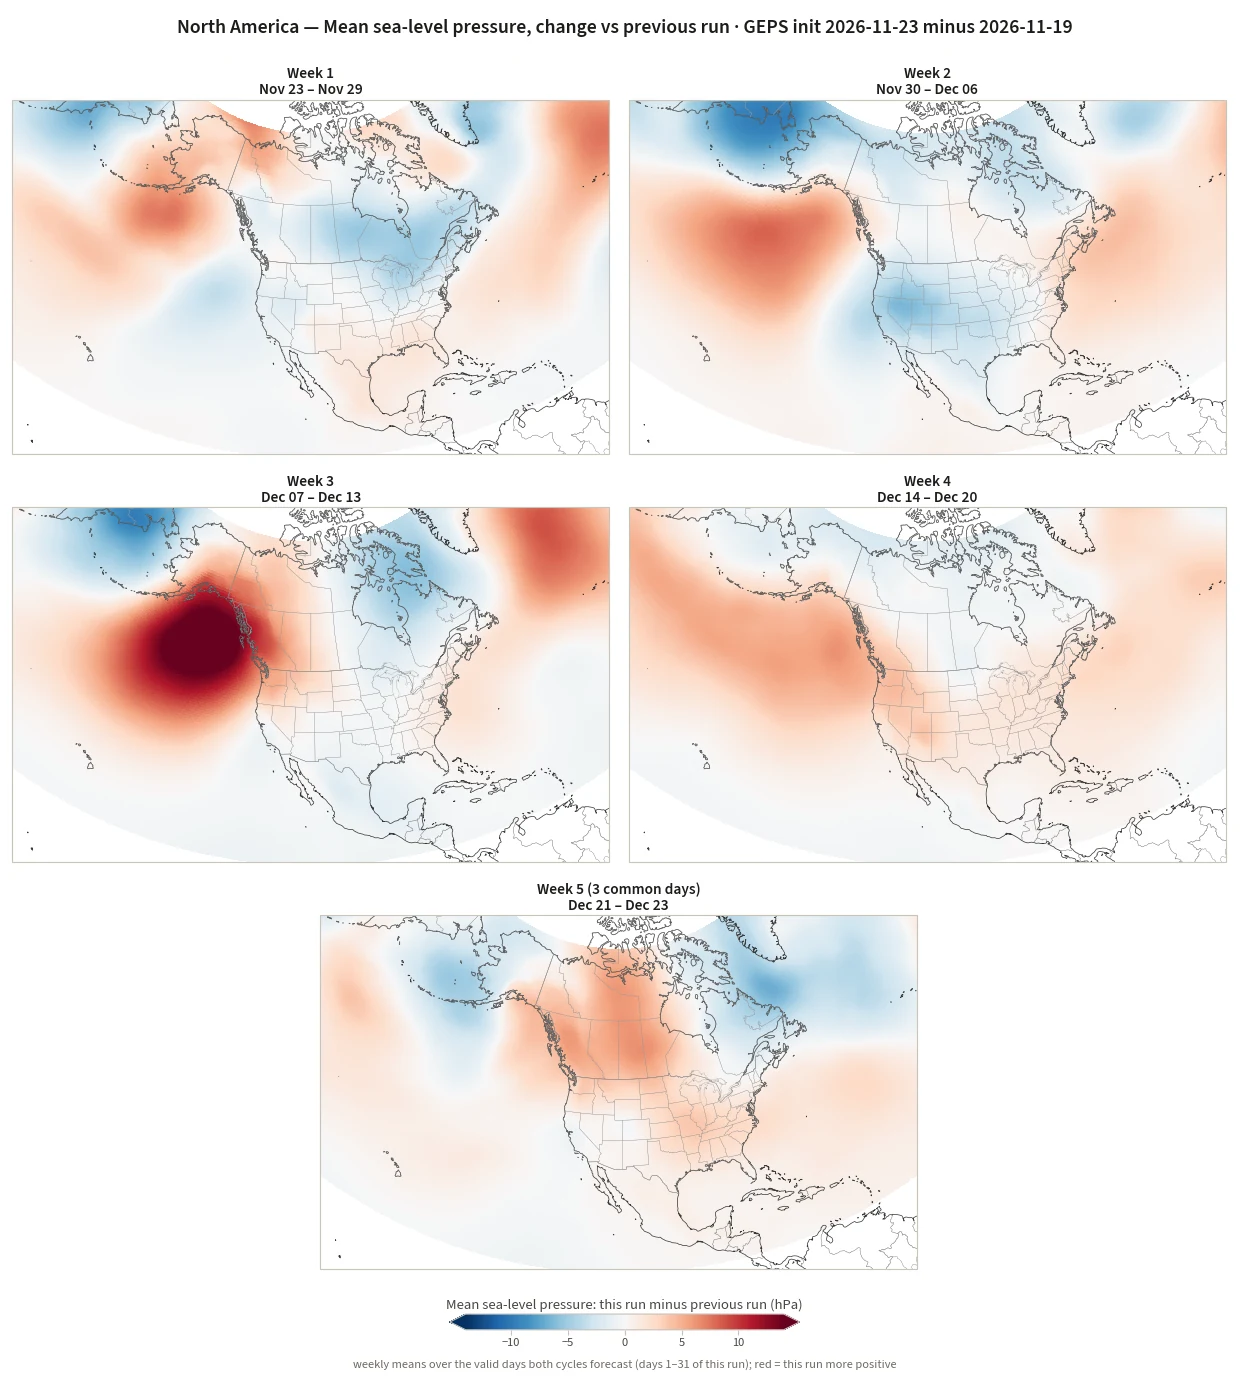 North America — Mean sea-level pressure, change vs previous run · GEPS init 2026-11-23 minus 2026-11-19
Week 1
Nov 23 – Nov 29
Week 2
Nov 30 – Dec 06
Week 3
Dec 07 – Dec 13
Week 4
Dec 14 – Dec 20
Week 5 (3 common days)
Dec 21 – Dec 23
Mean sea-level pressure: this run minus previous run (hPa)
−10 −5 0 5 10
weekly means over the valid days both cycles forecast (days 1–31 of this run); red = this run more positive